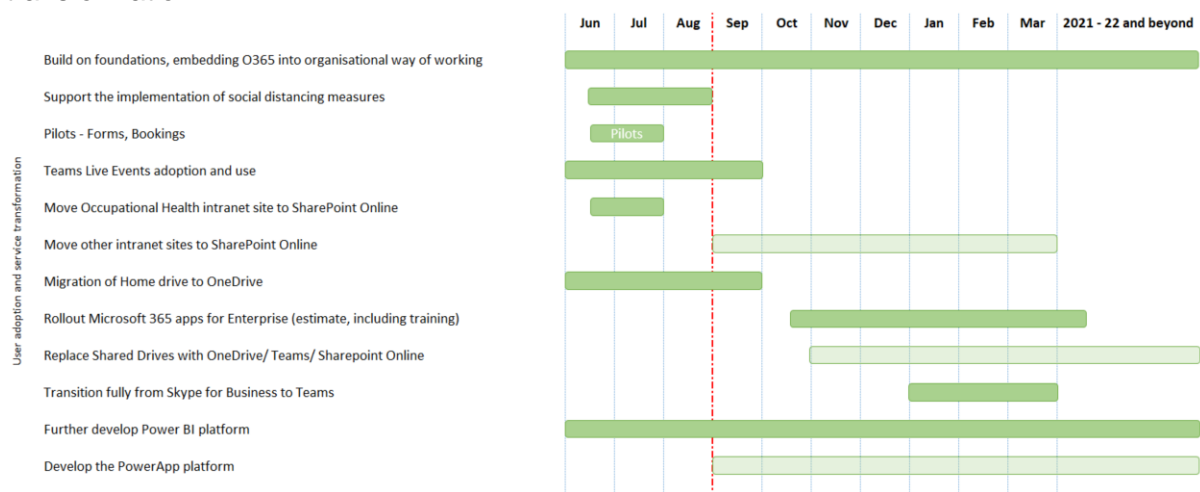 Jun Jul Aug Sep Oct Nov Dec Jan Feb Mar 2021 - 22 and beyond
User adoption and service transformation
Build on foundations, embedding O365 into organisational way of working
Support the implementation of social distancing measures
Pilots - Forms, Bookings
Pilots
Teams Live Events adoption and use
Move Occupational Health intranet site to SharePoint Online
Move other intranet sites to SharePoint Online
Migration of Home drive to OneDrive
Rollout Microsoft 365 apps for Enterprise (estimate, including training)
Replace Shared Drives with OneDrive/ Teams/ Sharepoint Online
Transition fully from Skype for Business to Teams
Further develop Power BI platform
Develop the PowerApp platform